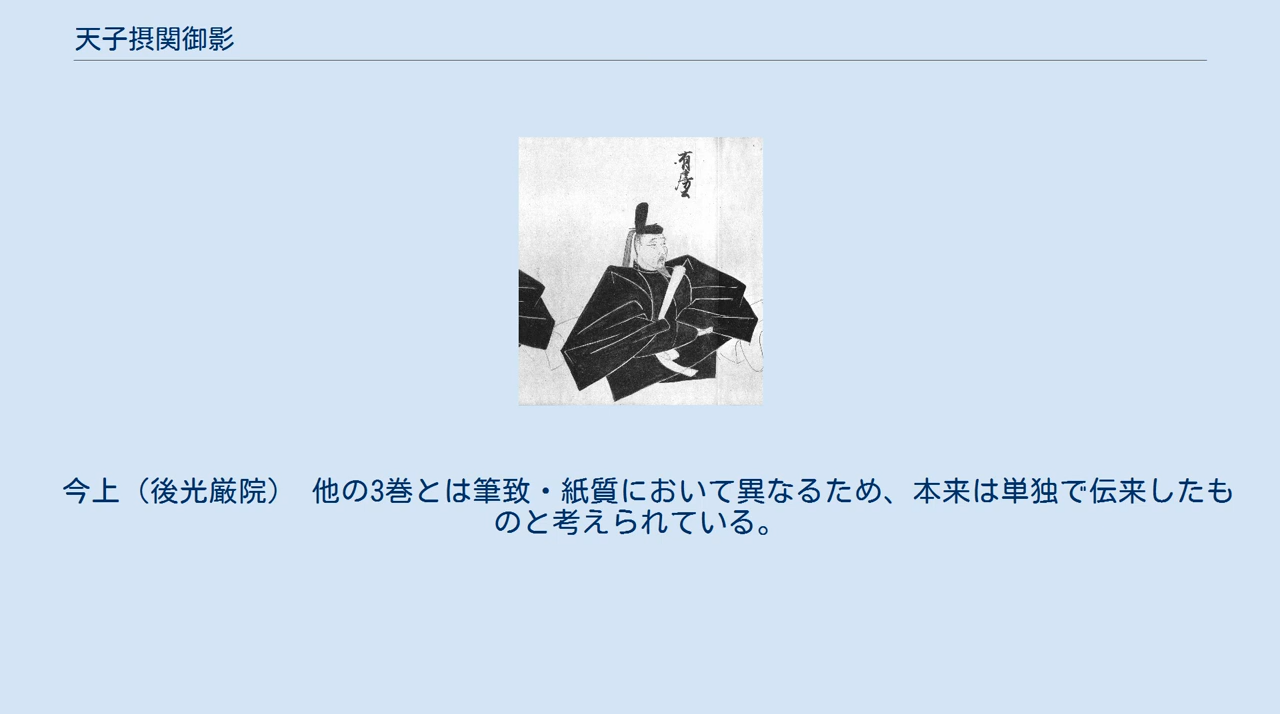 天子摂関御影
有房
今上（後光厳院）　他の3巻とは筆致・紙質において異なるため、本来は単独で伝来したも
のと考えられている。